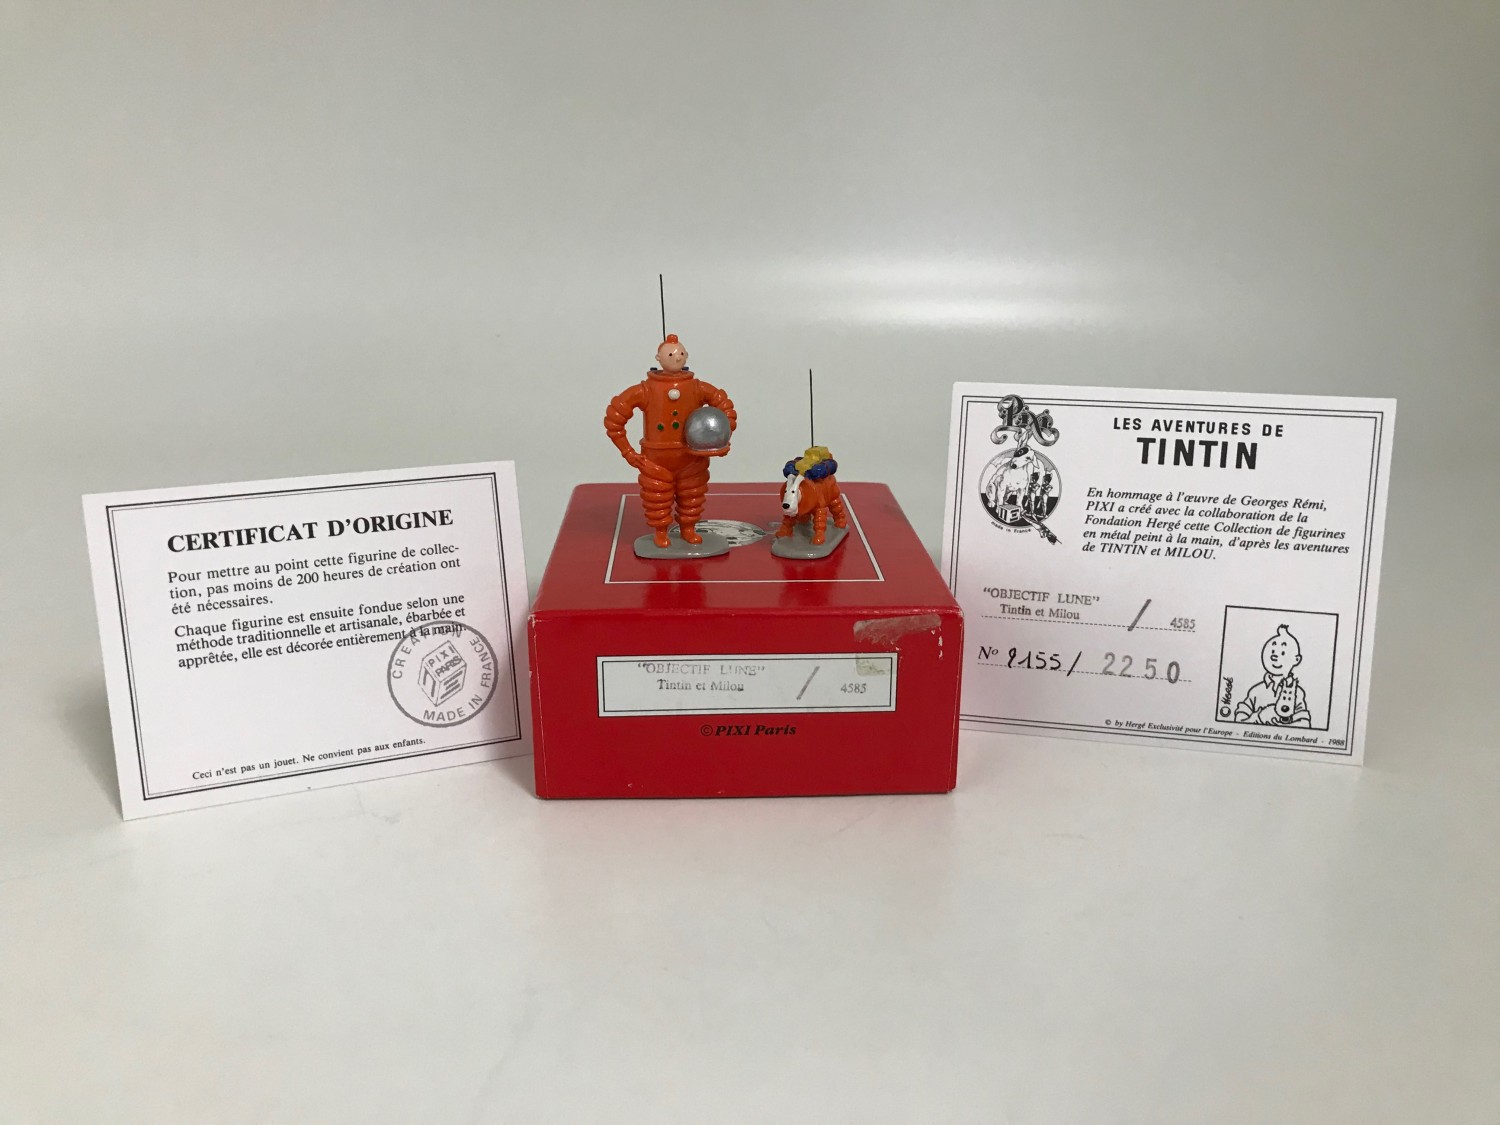 CERTIFICAT D'ORIGINE
Pour mettre au point cette figurine de collec-
tion, pas moins de 200 heures de création ont
été nécessaires.
Chaque figurine est ensuite fondue selon une
méthode traditionnelle et artisanale, ébarbée et
apprêtée, elle est décorée entièrement à la main.
CREATION
PIXI
PARIS
MADE IN FRANCE
Ceci n'est pas un jouet. Ne convient pas aux enfants.
"OBJECTIF LUNE"
Tintin et Milou / 4585
©PIXI Paris
Pixi
made in France
LES AVENTURES DE
TINTIN
En hommage à l'œuvre de Georges Rémi,
PIXI a créé avec la collaboration de la
Fondation Hergé cette Collection de figurines
en métal peint à la main, d'après les aventures
de TINTIN et MILOU.
"OBJECTIF LUNE"
Tintin et Milou / 4585
No 2155 / 2250
© HERGÉ
© by Hergé Exclusivité pour l'Europe - Editions du Lombard - 1988